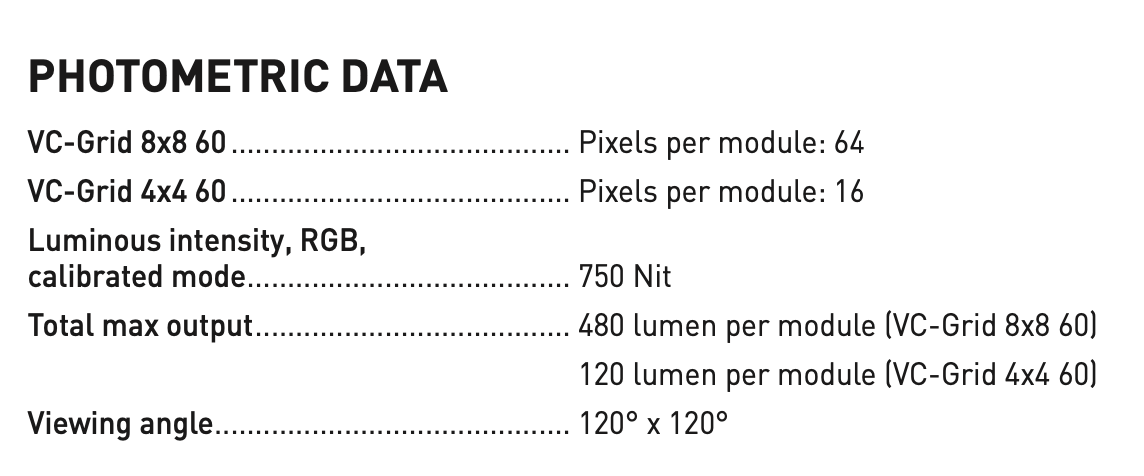 PHOTOMETRIC DATA
VC-Grid 8x8 60.......................................... Pixels per module: 64
VC-Grid 4x4 60.......................................... Pixels per module: 16
Luminous intensity, RGB,
calibrated mode........................................ 750 Nit
Total max output....................................... 480 lumen per module (VC-Grid 8x8 60)
120 lumen per module (VC-Grid 4x4 60)
Viewing angle............................................ 120° x 120°